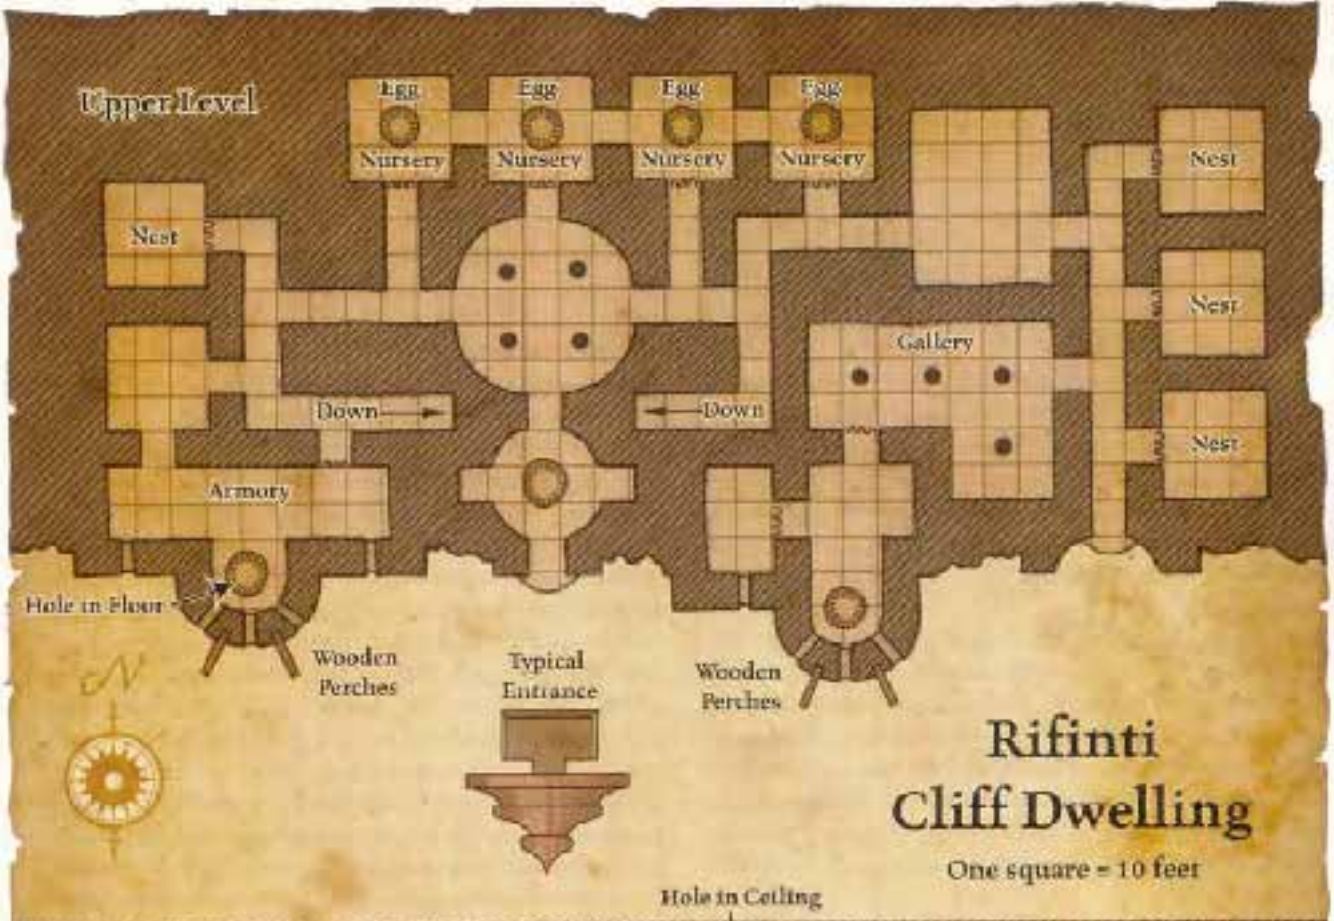 Upper Level
Egg
Nursery
Egg
Nursery
Egg
Nursery
Egg
Nursery
Nest
Nest
Nest
Gallery
Down
Down
Nest
Armory
Hole in Floor
Wooden
Perches
Typical
Entrance
Wooden
Perches
N
Rifinti
Cliff Dwelling
One square = 10 feet
Hole in Ceiling